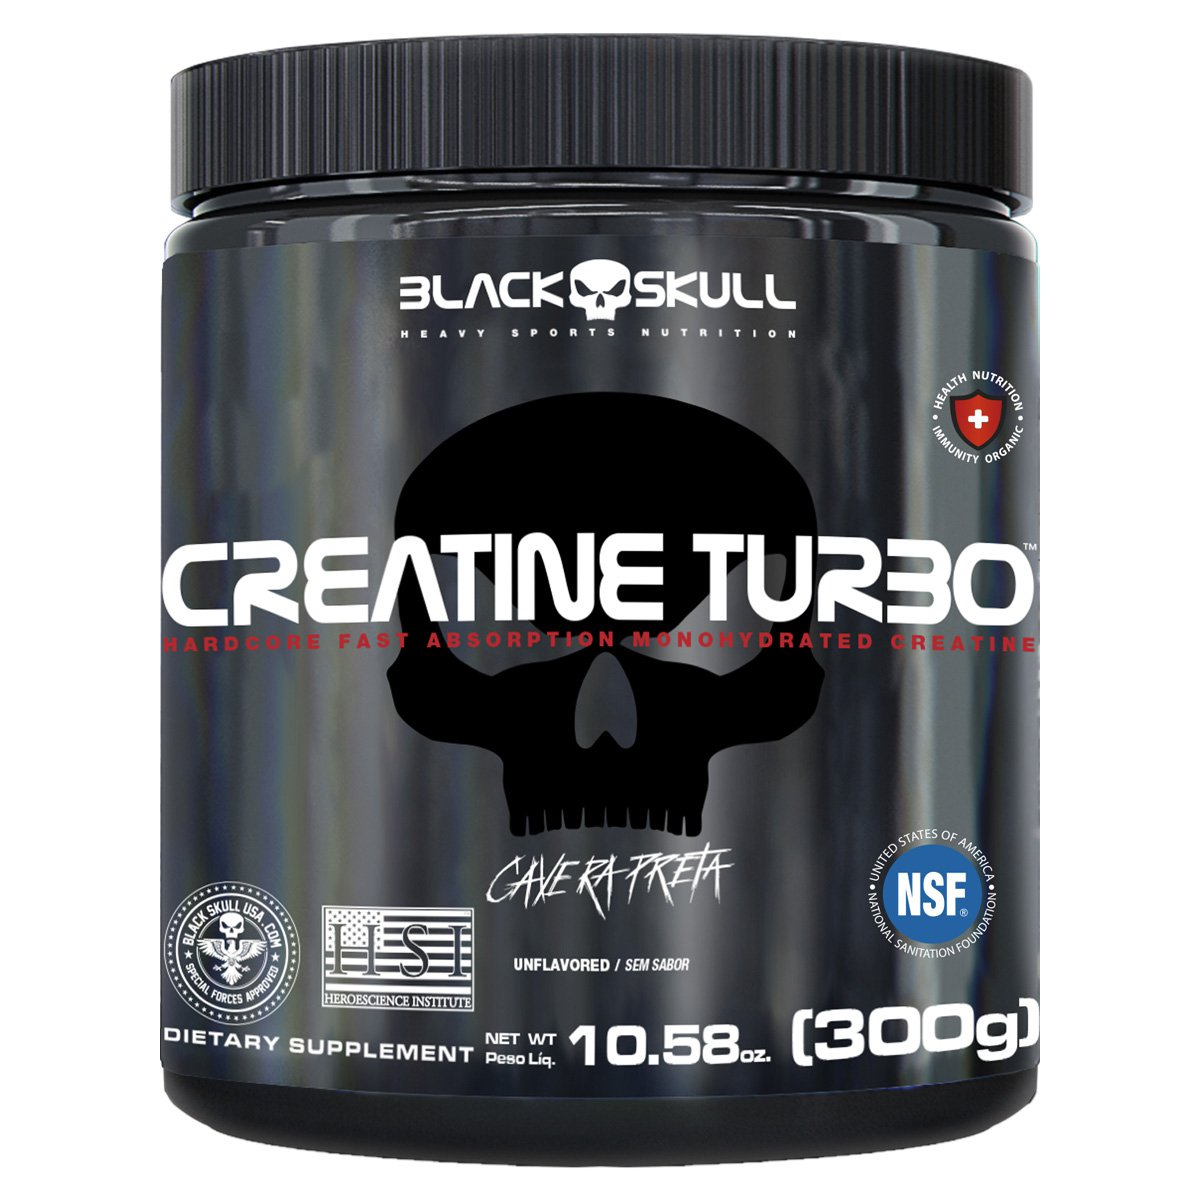 BLACK SKULL
HEAVY SPORTS NUTRITION
HEALTH NUTRITION
IMMUNITY ORGANIC
CREATINE TURBO™
HARDCORE FAST ABSORPTION MONOHYDRATED CREATINE
CAVEIRA PRETA
UNITED STATES OF AMERICA
NSF®
NATIONAL SANITATION FOUNDATION
BLACK SKULL USA.COM
SPECIAL FORCES APPROVED
HSI
HEROESCIENCE INSTITUTE
UNFLAVORED / SEM SABOR
DIETARY SUPPLEMENT
NET WT
Peso Líq.
10.58oz. (300g)